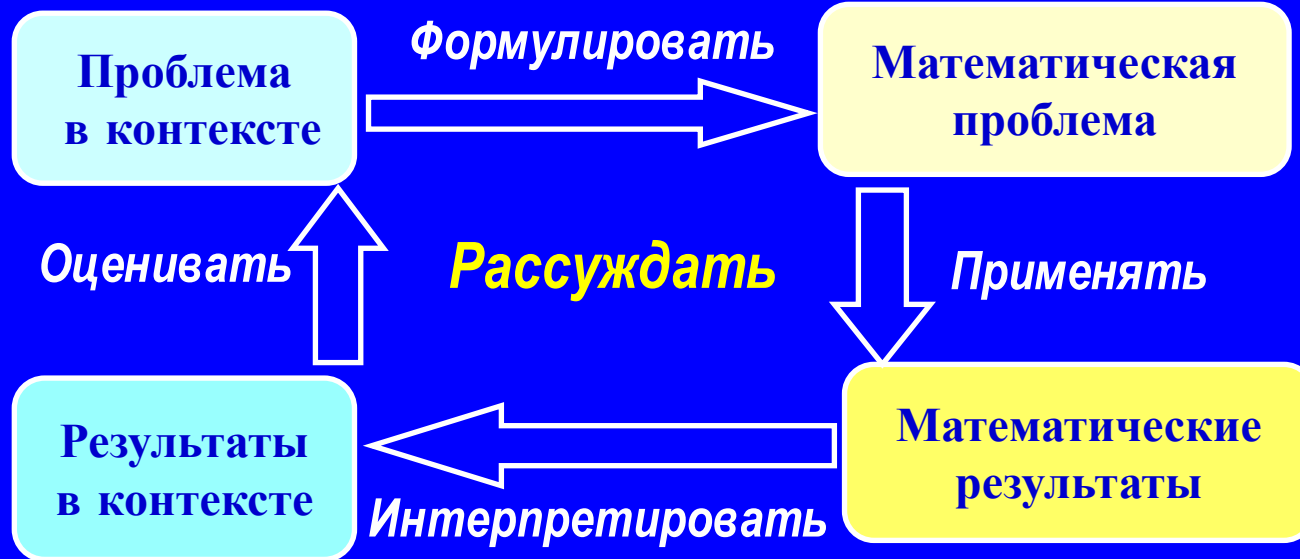 Формулировать
Проблема
в контексте
Математическая
проблема
Оценивать
Рассуждать
Применять
Результаты
в контексте
Математические
результаты
Интерпретировать